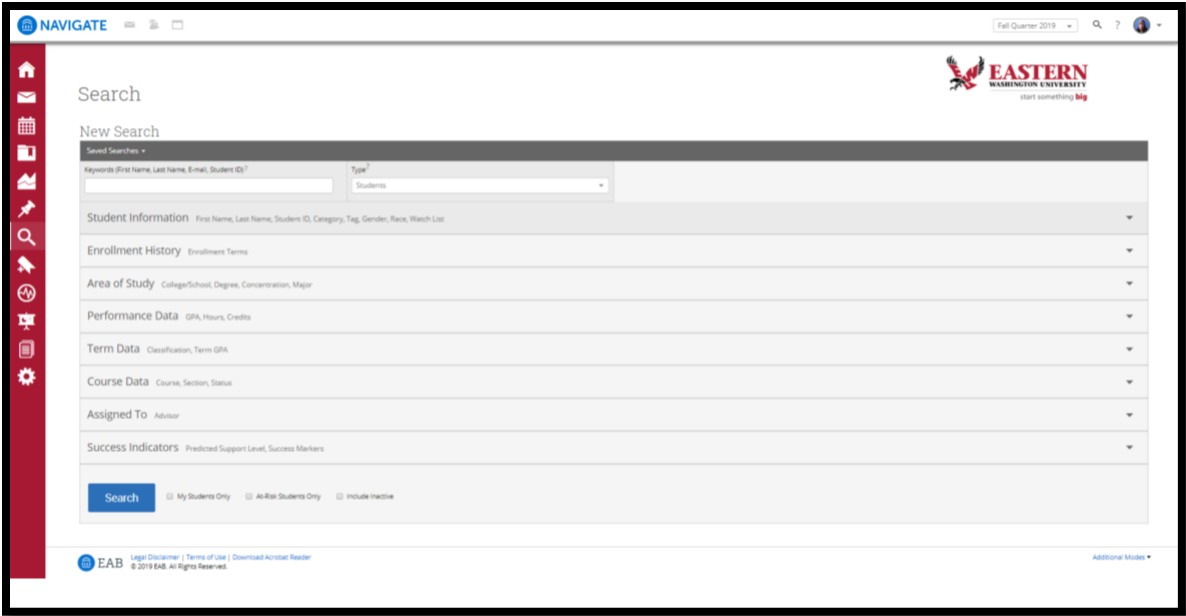 NAVIGATE
Fall Quarter 2019
?
EASTERN
WASHINGTON UNIVERSITY
start something big
Search
New Search
Saved Searches
Keywords (First Name, Last Name, E-mail, Student ID)?
Type?
Students
Student Information First Name, Last Name, Student ID, Category, Tag, Gender, Race, Watch List
Enrollment History Enrollment Terms
Area of Study College/School, Degree, Concentration, Major
Performance Data GPA, Hours, Credits
Term Data Classification, Term GPA
Course Data Course, Section, Status
Assigned To Advisor
Success Indicators Predicted Support Level, Success Markers
Search My Students Only At-Risk Students Only Include Inactive
EAB
Legal Disclaimer | Terms of Use | Download Acrobat Reader
© 2019 EAB. All Rights Reserved.
Additional Modes